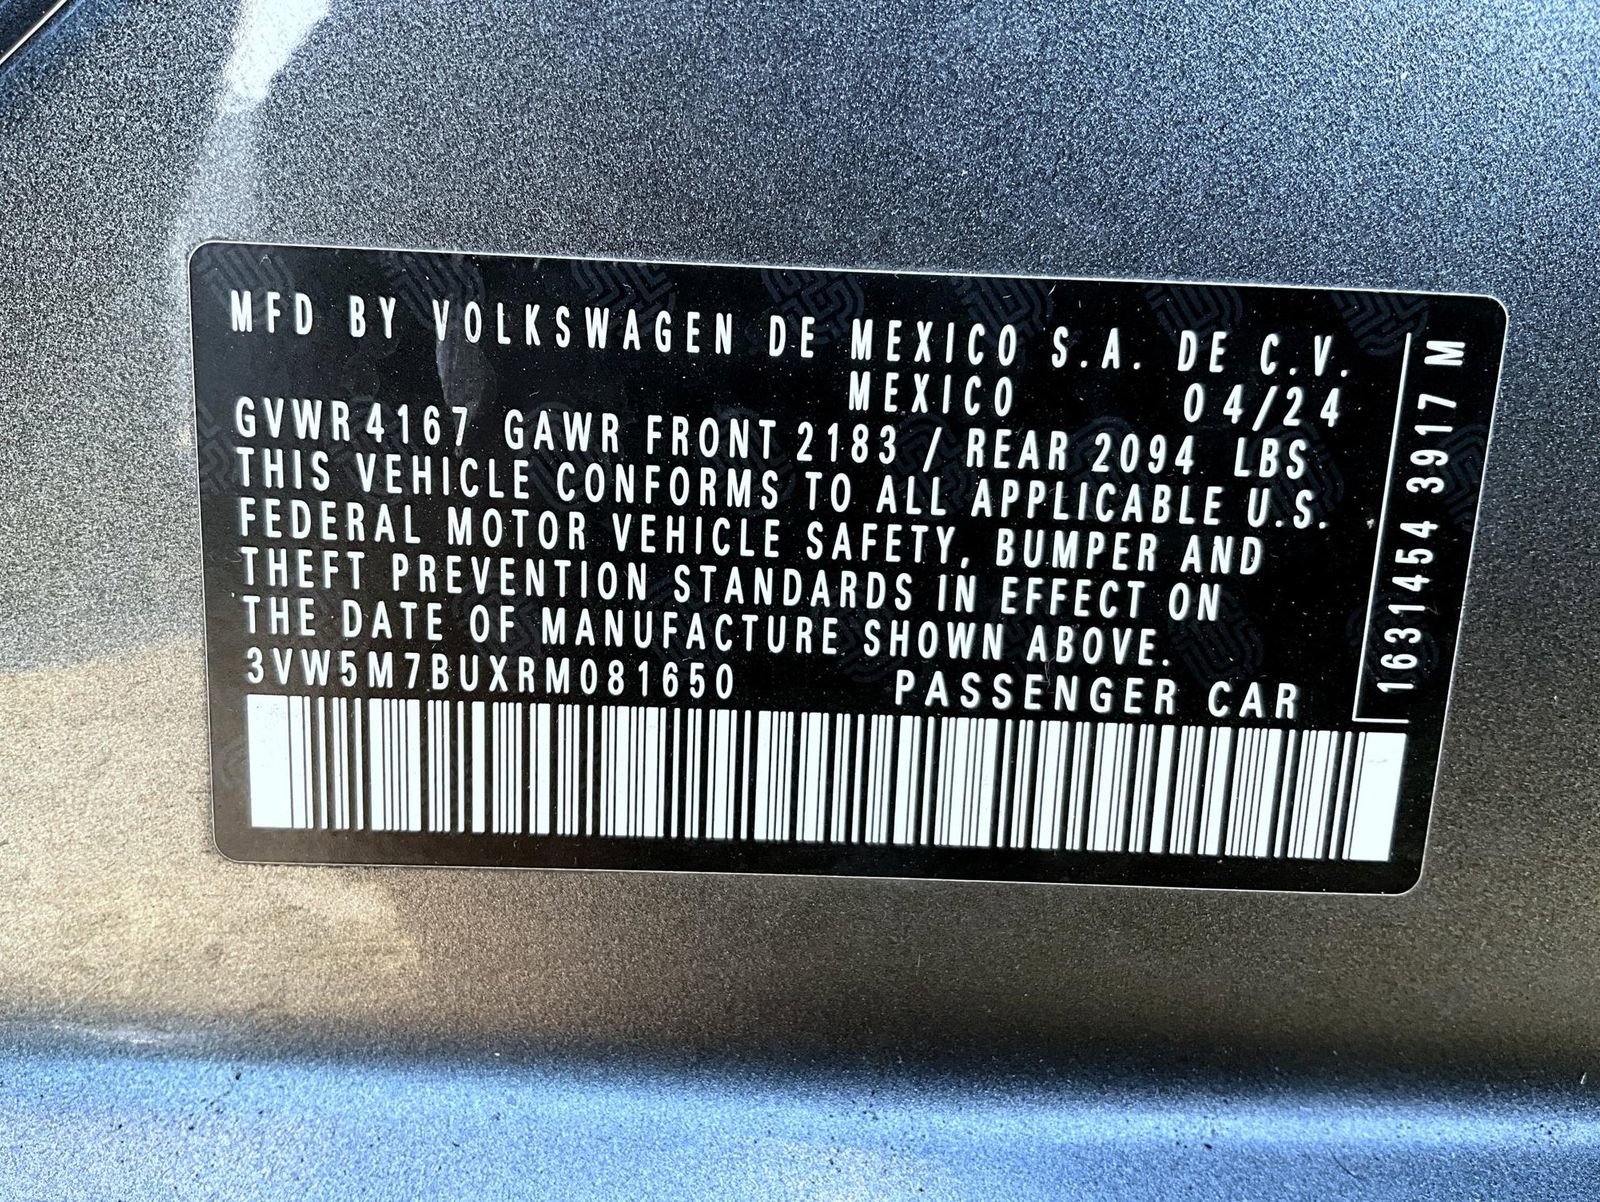 MFD BY VOLKSWAGEN DE MEXICO S.A. DE C.V.
MEXICO 04/24
GVWR 4167 GAWR FRONT 2183 / REAR 2094 LBS
THIS VEHICLE CONFORMS TO ALL APPLICABLE U.S.
FEDERAL MOTOR VEHICLE SAFETY, BUMPER AND
THEFT PREVENTION STANDARDS IN EFFECT ON
THE DATE OF MANUFACTURE SHOWN ABOVE.
3VW5M7BUXRM081650 PASSENGER CAR
1631454 3917 M